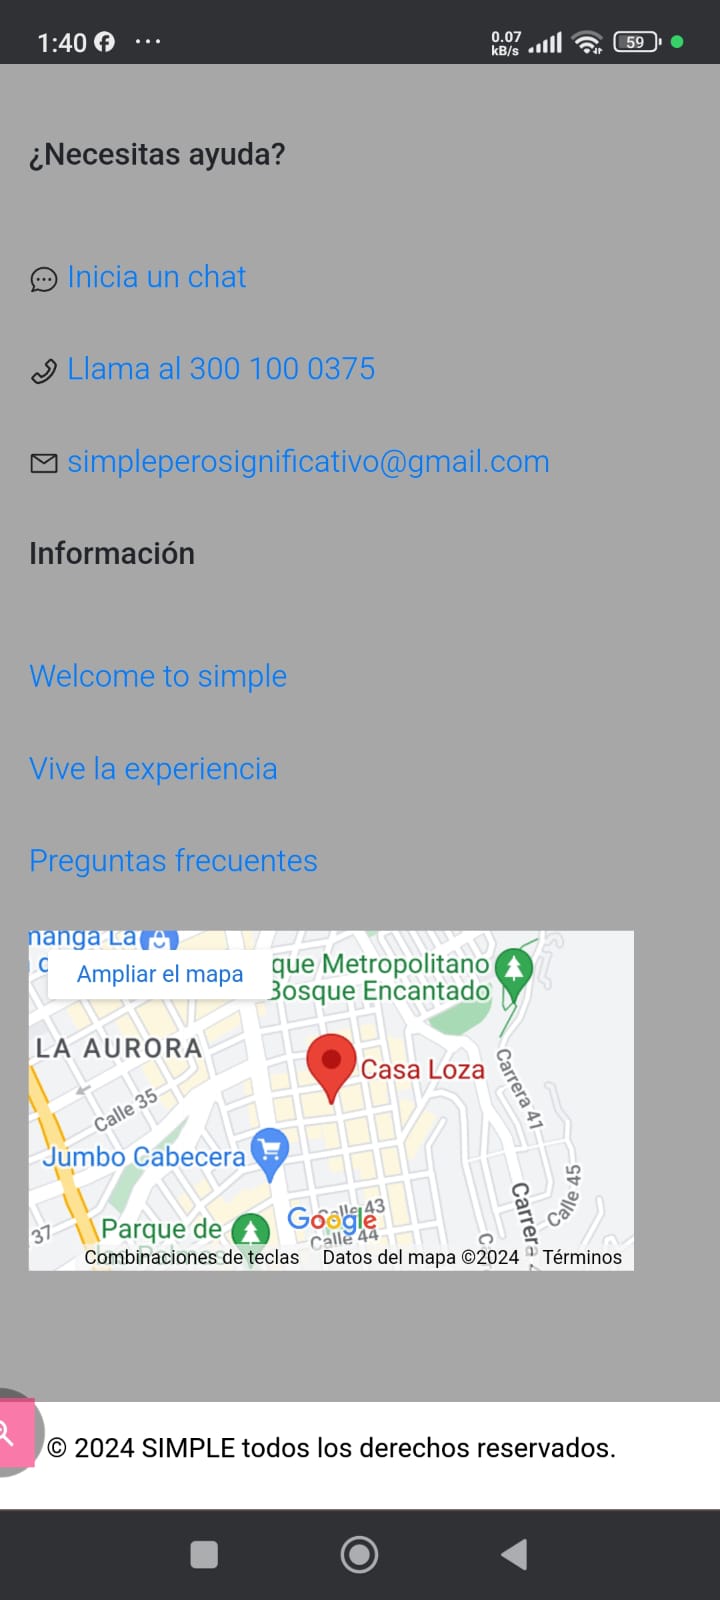 1:40
0.07
kB/s
59
¿Necesitas ayuda?
Inicia un chat
Llama al 300 100 0375
simpleperosignificativo@gmail.com
Información
Welcome to simple
Vive la experiencia
Preguntas frecuentes
nanga La
Ampliar el mapa
que Metropolitano
Bosque Encantado
LA AURORA
Casa Loza
Carrera 41
Calle 35
Jumbo Cabecera
Calle 45
Carrera
37
Parque de
Google
Calle 43
Calle 44
Combinaciones de teclas
Datos del mapa ©2024
Términos
© 2024 SIMPLE todos los derechos reservados.